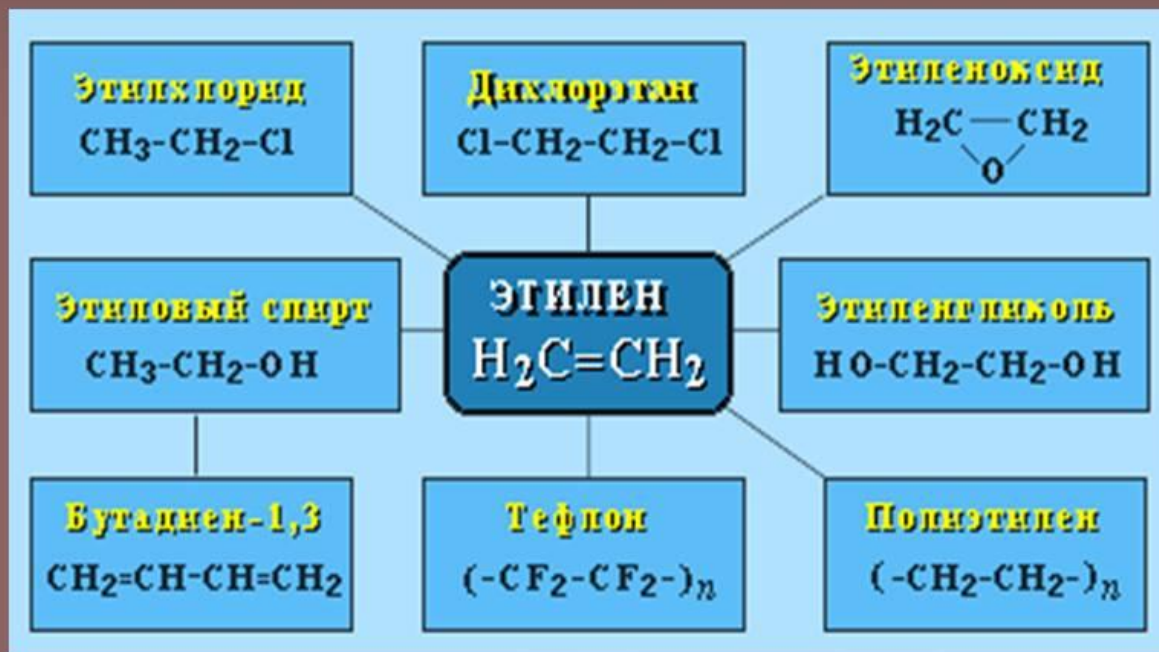 Этилхлорид
CH₃-CH₂-Cl
Дихлорэтан
Cl-CH₂-CH₂-Cl
Этиленоксид
H₂C — CH₂
O
Этиловый спирт
CH₃-CH₂-OH
ЭТИЛЕН
H₂C=CH₂
Этиленгликоль
HO-CH₂-CH₂-OH
Бутадиен-1,3
CH₂=CH-CH=CH₂
Тефлон
(-CF₂-CF₂-)ₙ
Полиэтилен
(-CH₂-CH₂-)ₙ